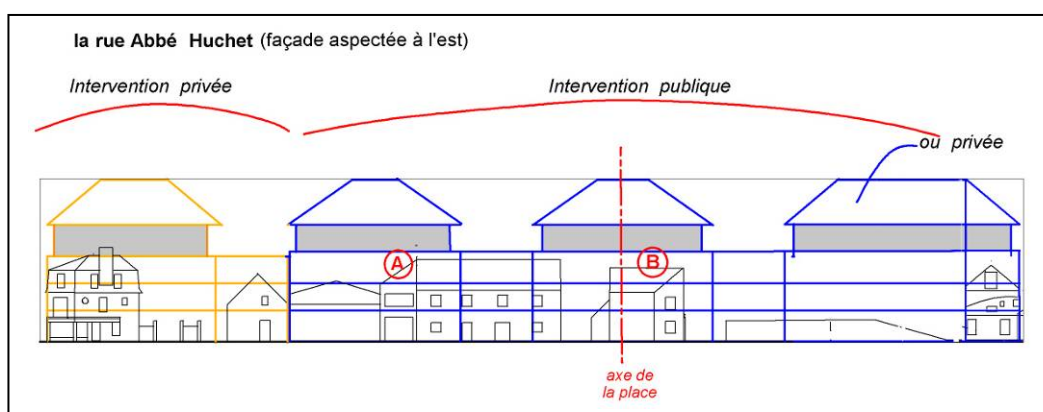 la rue Abbé Huchet (façade aspectée à l'est)
Intervention privée
Intervention publique
ou privée
A
B
axe de
la place